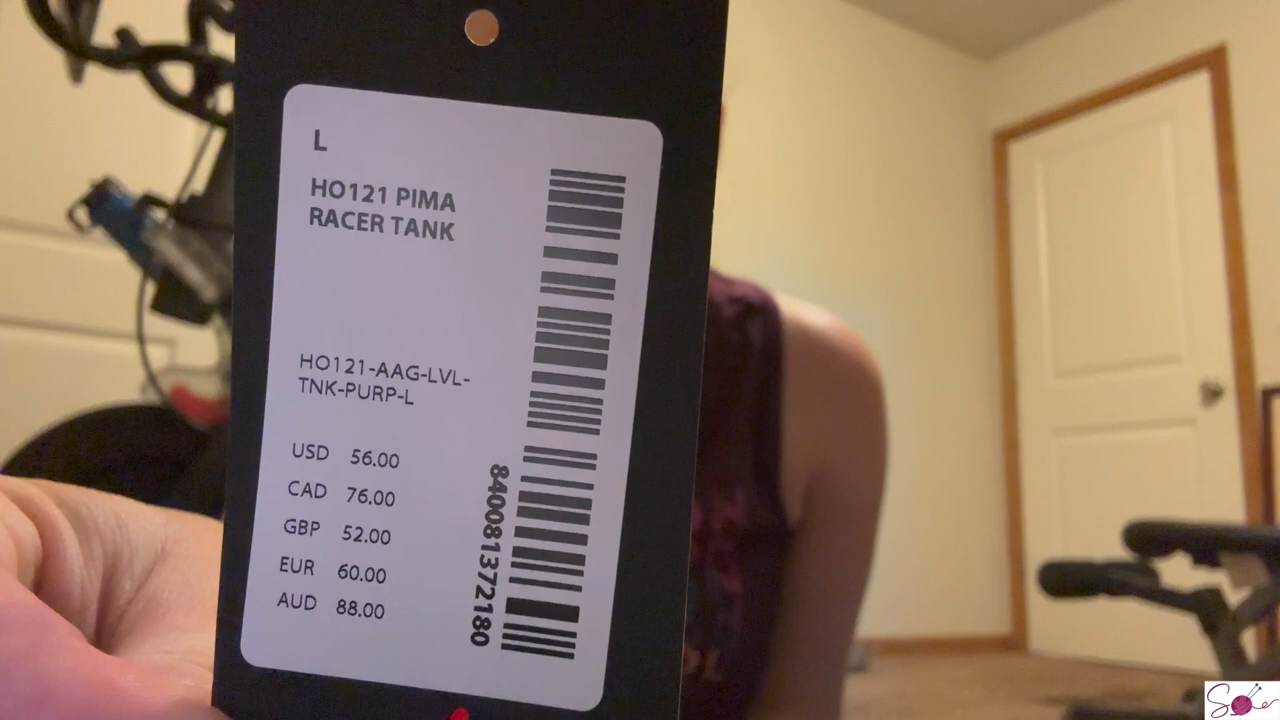 L
HO121 PIMA
RACER TANK
HO121-AAG-LVL-
TNK-PURP-L
USD 56.00
CAD 76.00
GBP 52.00
EUR 60.00
AUD 88.00
840081372180